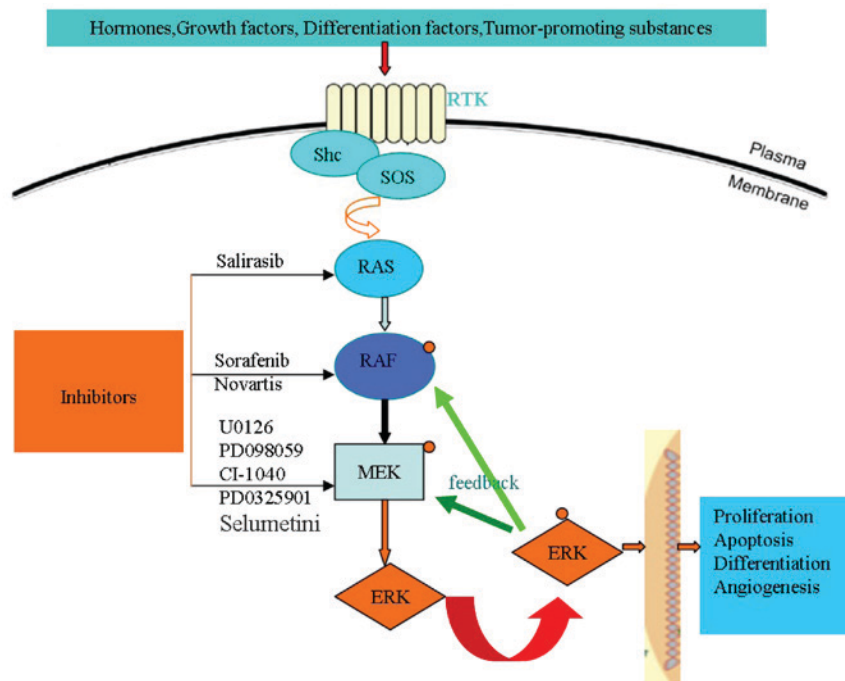 Hormones,Growth factors, Differentiation factors,Tumor-promoting substances
RTK
Shc
SOS
Plasma
Membrane
Salirasib
RAS
Inhibitors
Sorafenib
Novartis
RAF
U0126
PD098059
CI-1040
PD0325901
Selumetini
MEK
feedback
ERK
ERK
Proliferation
Apoptosis
Differentiation
Angiogenesis